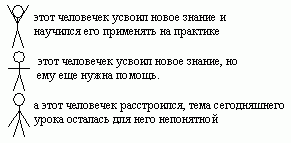 этот человечек усвоил новое знание и
научился его применять на практике
этот человечек усвоил новое знание, но
ему еще нужна помощь.
а этот человечек расстроился, тема сегодняшнего
урока осталась для него непонятной